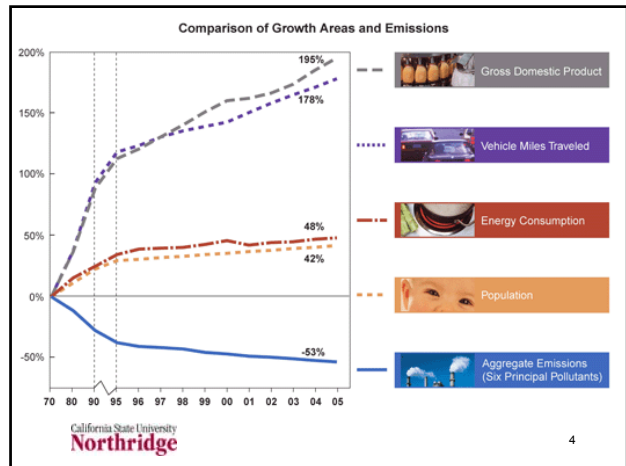 Comparison of Growth Areas and Emissions
200%
150%
100%
50%
0%
-50%
195%
178%
48%
42%
-53%
70 80 90 95 96 97 98 99 00 01 02 03 04 05
Gross Domestic Product
Vehicle Miles Traveled
Energy Consumption
Population
Aggregate Emissions
(Six Principal Pollutants)
California State University
Northridge
4